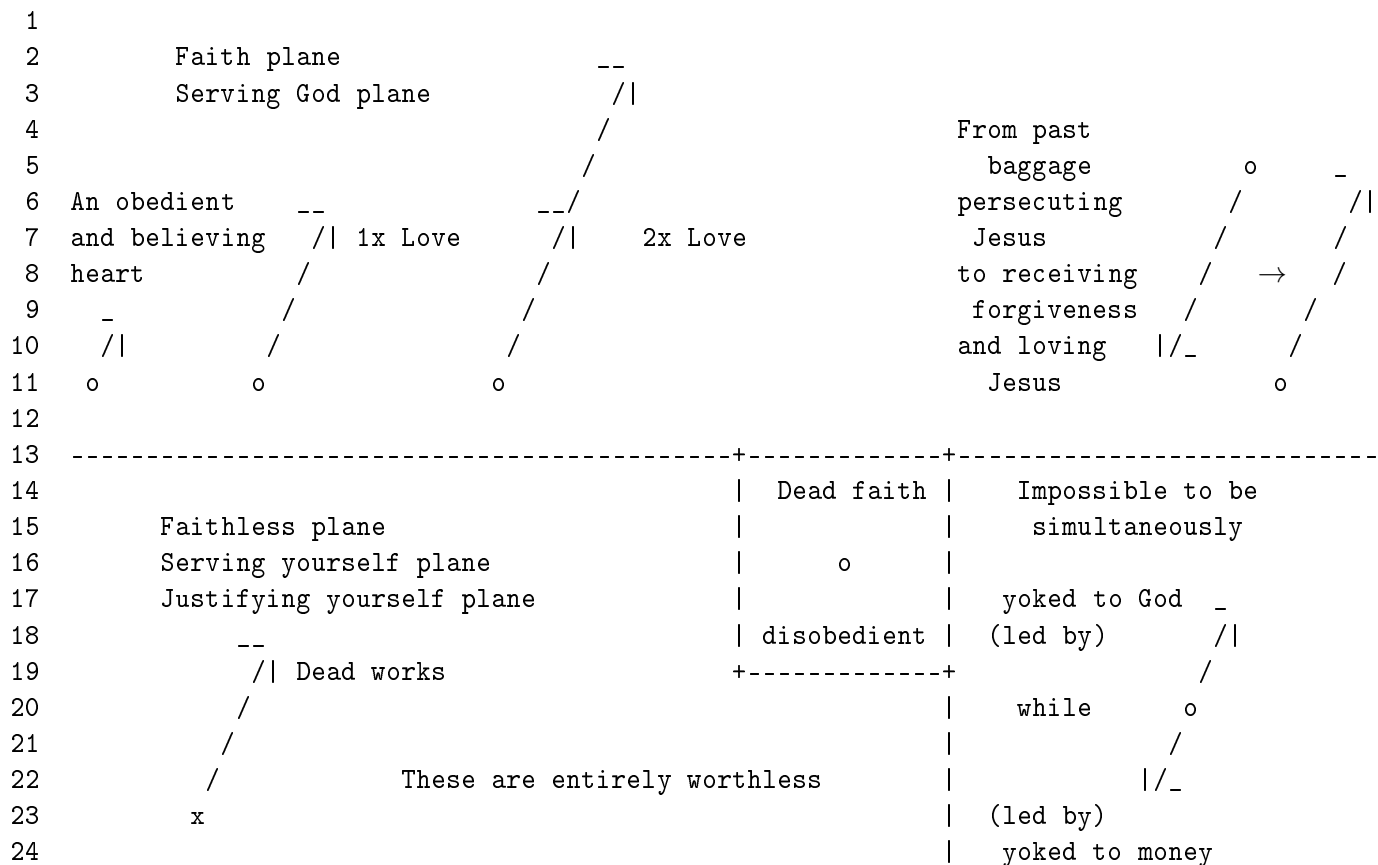 1
2       Faith plane                 __
3       Serving God plane            /|
4                                   /                       From past
5                                  /                          baggage          o     _
6  An obedient    __              __/                         persecuting       /       /|
7  and believing   /| 1x Love      /|    2x Love             Jesus            /       /
8  heart          /               /                         to receiving    /   →   /
9    _           /               /                           forgiveness   /       /
10   /|         /               /                           and loving   |/_      /
11  o          o               o                              Jesus              o
12
13 --------------------------------------------+-------------+----------------------------
14                                             |  Dead faith |    Impossible to be
15       Faithless plane                       |             |     simultaneously
16       Serving yourself plane                |      o      |
17       Justifying yourself plane             |             |   yoked to God  _
18            __                               | disobedient |  (led by)       /|
19             /| Dead works                   +-------------+                /
20            /                                              |    while      o
21           /                                               |              /
22          /            These are entirely worthless        |            |/_
23         x                                                 |  (led by)
24                                                           |   yoked to money